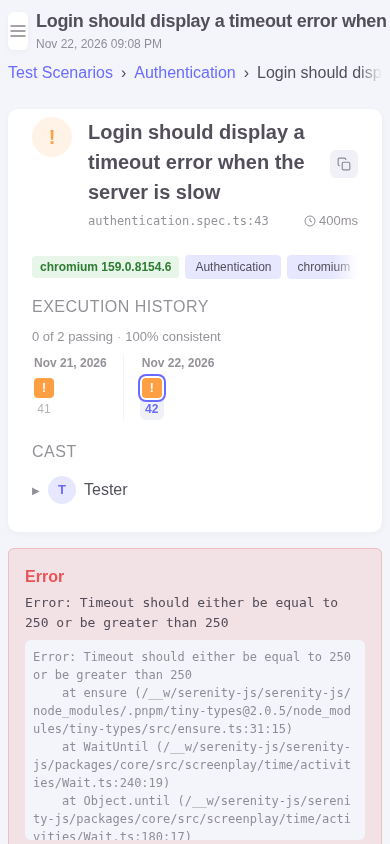 Login should display a timeout error when
Nov 22, 2026 09:08 PM
Test Scenarios › Authentication › Login should disp
!
Login should display a
timeout error when the
server is slow
authentication.spec.ts:43
400ms
chromium 159.0.8154.6
Authentication
chromium
EXECUTION HISTORY
0 of 2 passing · 100% consistent
Nov 21, 2026
Nov 22, 2026
!
!
41
42
CAST
▶ T Tester
Error
Error: Timeout should either be equal to
250 or be greater than 250
Error: Timeout should either be equal to 250
or be greater than 250
at ensure (/__w/serenity-js/serenity-js/
node_modules/.pnpm/tiny-types@2.0.5/node_mod
ules/tiny-types/src/ensure.ts:31:15)
at WaitUntil (/__w/serenity-js/serenity-
js/packages/core/src/screenplay/time/activit
ies/Wait.ts:240:19)
at Object.until (/__w/serenity-js/sereni
ty-js/packages/core/src/screenplay/time/acti
vities/Wait.ts:180:17)